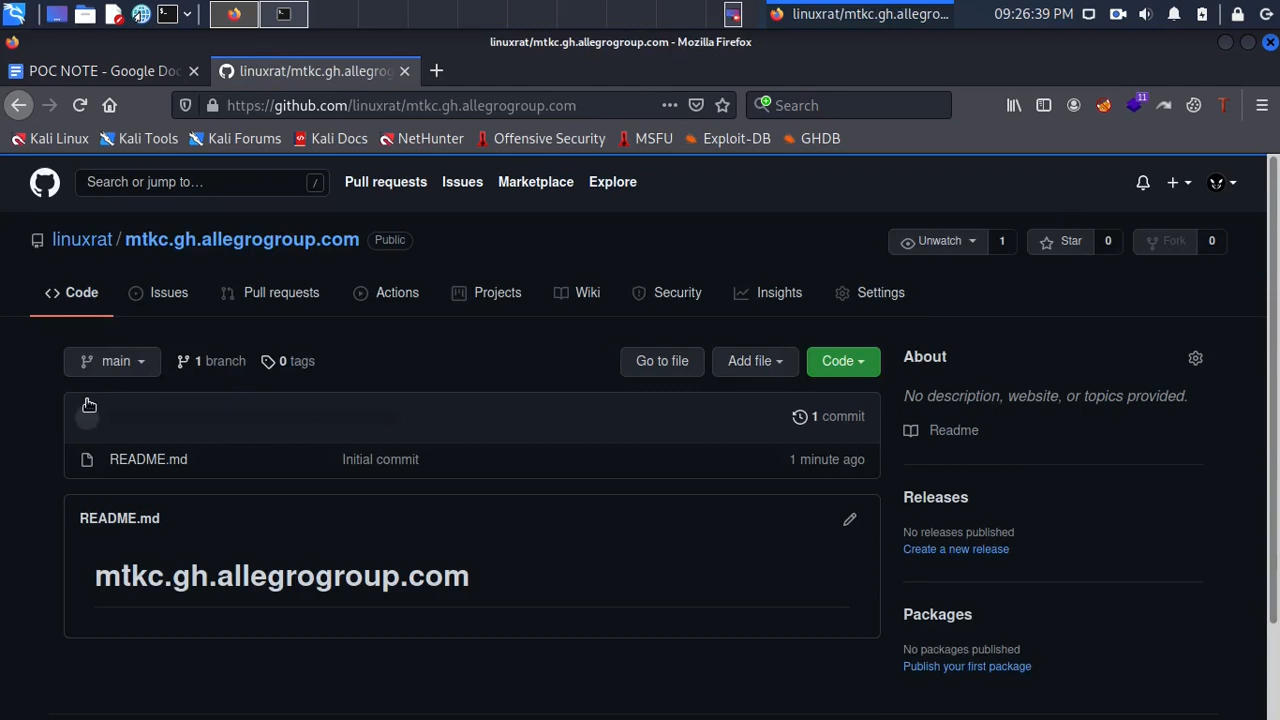 linuxrat/mtkc.gh.allegro...
09:26:39 PM
linuxrat/mtkc.gh.allegrogroup.com - Mozilla Firefox
POC NOTE - Google Doc
linuxrat/mtkc.gh.allegrog
https://github.com/linuxrat/mtkc.gh.allegrogroup.com
Search
11
Kali Linux Kali Tools Kali Forums Kali Docs NetHunter Offensive Security MSFU Exploit-DB GHDB
Search or jump to… /
Pull requests Issues Marketplace Explore
linuxrat / mtkc.gh.allegrogroup.com Public
Unwatch 1 Star 0 Fork 0
Code Issues Pull requests Actions Projects Wiki Security Insights Settings
main 1 branch 0 tags
Go to file Add file Code
1 commit
README.md Initial commit 1 minute ago
README.md
mtkc.gh.allegrogroup.com
About
No description, website, or topics provided.
Readme
Releases
No releases published
Create a new release
Packages
No packages published
Publish your first package